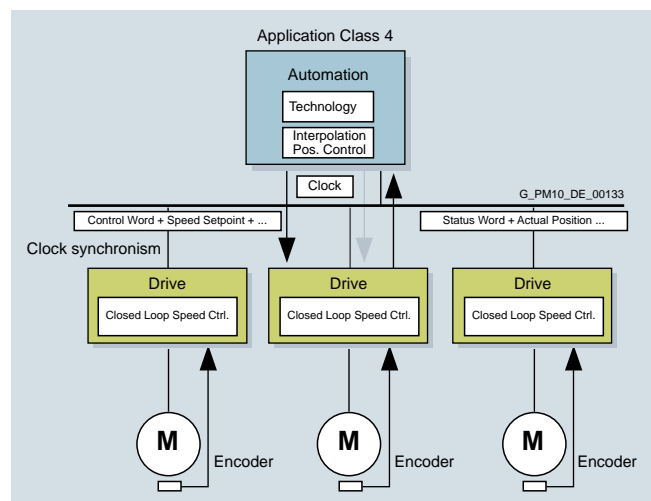 Application Class 4
Automation
Technology
Interpolation
Pos. Control
Clock
G_PM10_DE_00133
Control Word + Speed Setpoint + ...
Status Word + Actual Position ...
Clock synchronism
Drive
Drive
Drive
Closed Loop Speed Ctrl.
Closed Loop Speed Ctrl.
Closed Loop Speed Ctrl.
M
M
M
Encoder
Encoder
Encoder